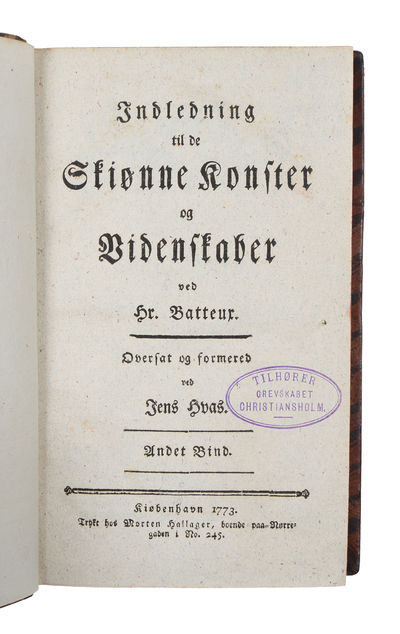 Indledning
til de
Skiønne Konster
og
Videnskaber
ved
Hr. Batteux.
Oversat og formered
ved
Jens Hvas.
TILHØRER
GREVSKABET
CHRISTIANSHOLM.
Andet Bind.
Kiøbenhavn 1773.
Trykt hos Morten Hallager, boende paa Nørre-
gaden i No. 245.